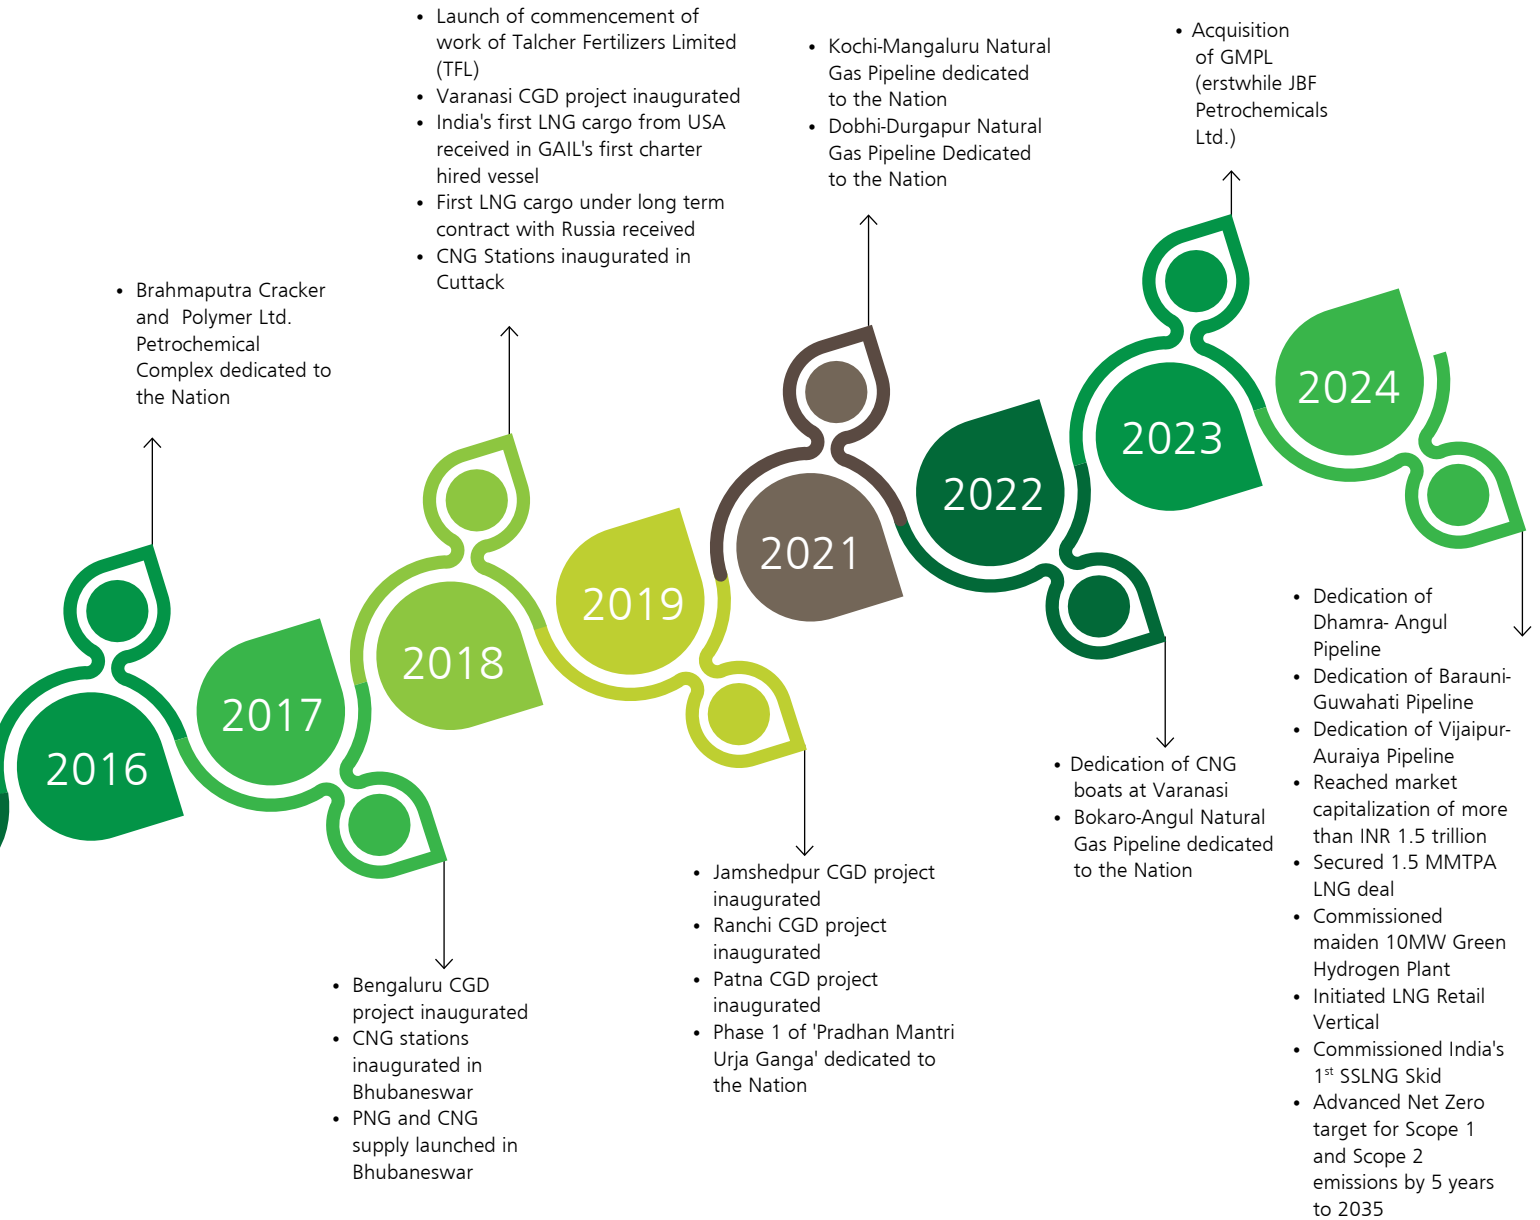 • Launch of commencement of
work of Talcher Fertilizers Limited
(TFL)
• Varanasi CGD project inaugurated
• India's first LNG cargo from USA
received in GAIL's first charter
hired vessel
• First LNG cargo under long term
contract with Russia received
• CNG Stations inaugurated in
Cuttack
• Kochi-Mangaluru Natural
Gas Pipeline dedicated
to the Nation
• Dobhi-Durgapur Natural
Gas Pipeline Dedicated
to the Nation
• Acquisition
of GMPL
(erstwhile JBF
Petrochemicals
Ltd.)
• Brahmaputra Cracker
and Polymer Ltd.
Petrochemical
Complex dedicated to
the Nation
2016
2017
2018
2019
2021
2022
2023
2024
• Bengaluru CGD
project inaugurated
• CNG stations
inaugurated in
Bhubaneswar
• PNG and CNG
supply launched in
Bhubaneswar
• Jamshedpur CGD project
inaugurated
• Ranchi CGD project
inaugurated
• Patna CGD project
inaugurated
• Phase 1 of 'Pradhan Mantri
Urja Ganga' dedicated to
the Nation
• Dedication of CNG
boats at Varanasi
• Bokaro-Angul Natural
Gas Pipeline dedicated
to the Nation
• Dedication of
Dhamra- Angul
Pipeline
• Dedication of Barauni-
Guwahati Pipeline
• Dedication of Vijaipur-
Auraiya Pipeline
• Reached market
capitalization of more
than INR 1.5 trillion
• Secured 1.5 MMTPA
LNG deal
• Commissioned
maiden 10MW Green
Hydrogen Plant
• Initiated LNG Retail
Vertical
• Commissioned India's
1st SSLNG Skid
• Advanced Net Zero
target for Scope 1
and Scope 2
emissions by 5 years
to 2035